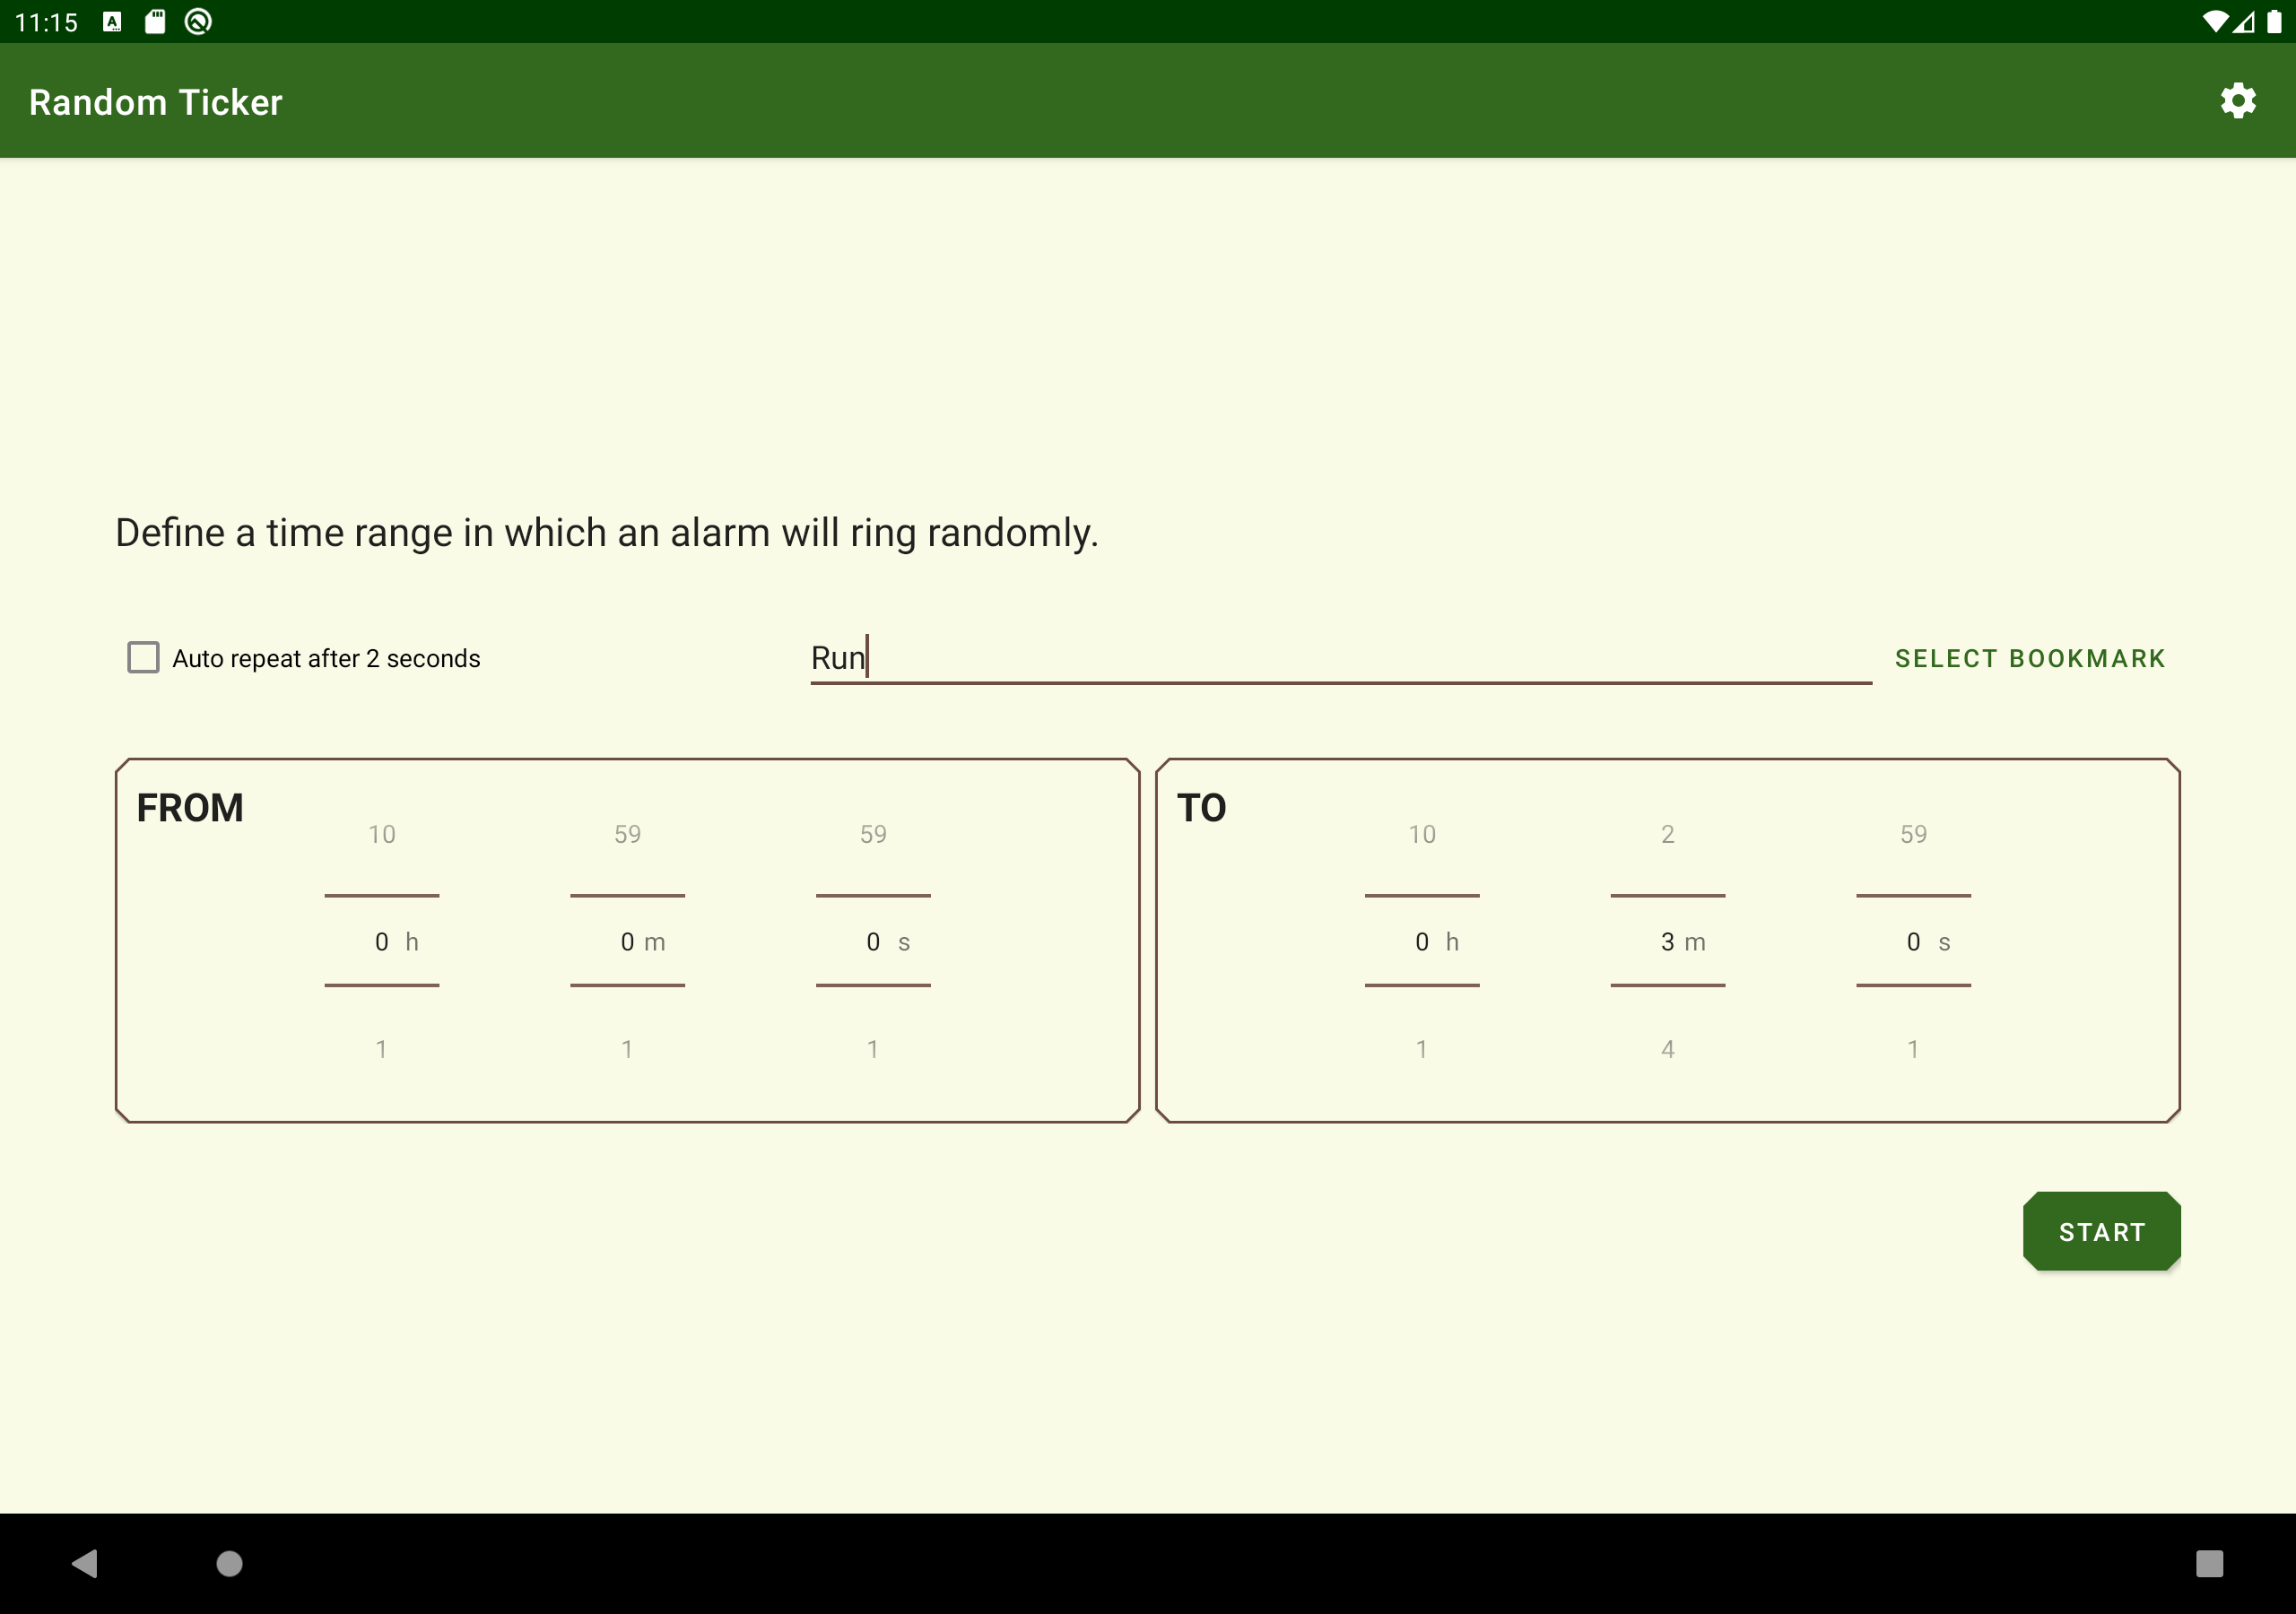 11:15
Random Ticker
Define a time range in which an alarm will ring randomly.
Auto repeat after 2 seconds
Run
SELECT BOOKMARK
FROM
10 59 59
0 h 0 m 0 s
1 1 1
TO
10 2 59
0 h 3 m 0 s
1 4 1
START